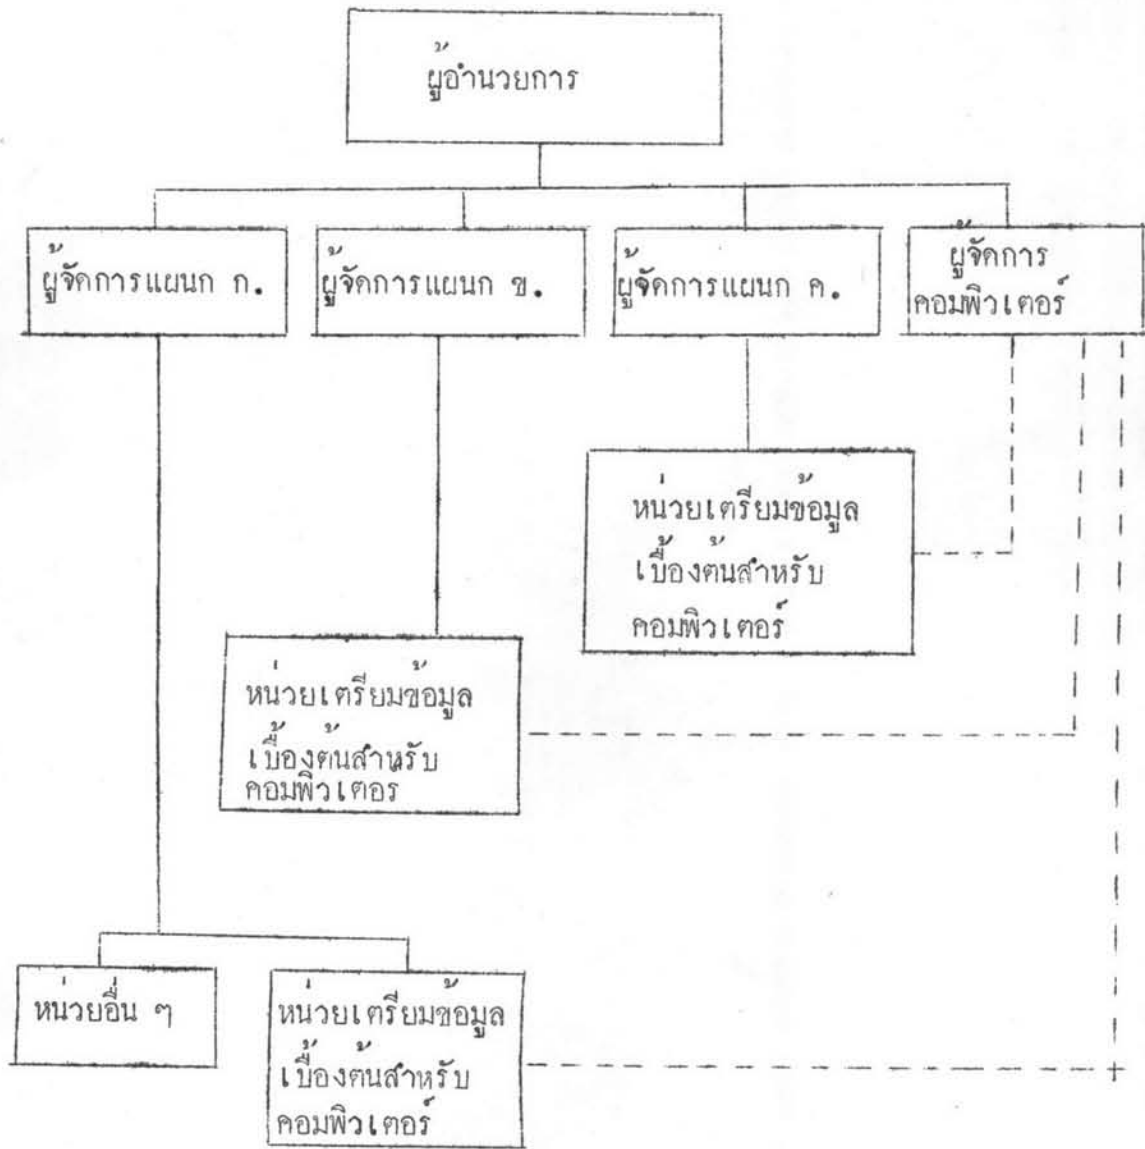 ผู้อำนวยการ
ผู้จัดการแผนก ก.
ผู้จัดการแผนก ข.
ผู้จัดการแผนก ค.
ผู้จัดการ
คอมพิวเตอร์
หน่วยเตรียมข้อมูล
เบื้องต้นสำหรับ
คอมพิวเตอร์
หน่วยเตรียมข้อมูล
เบื้องต้นสำหรับ
คอมพิวเตอร
หน่วยอื่น ๆ
หน่วยเตรียมข้อมูล
เบื้องต้นสำหรับ
คอมพิวเตอร์